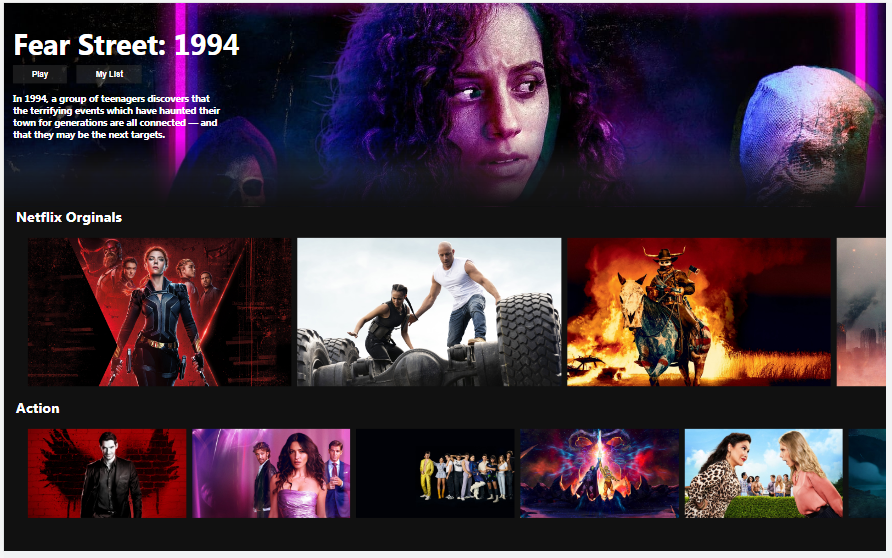 Fear Street: 1994
Play
My List
In 1994, a group of teenagers discovers that
the terrifying events which have haunted their
town for generations are all connected — and
that they may be the next targets.
Netflix Orginals
Action